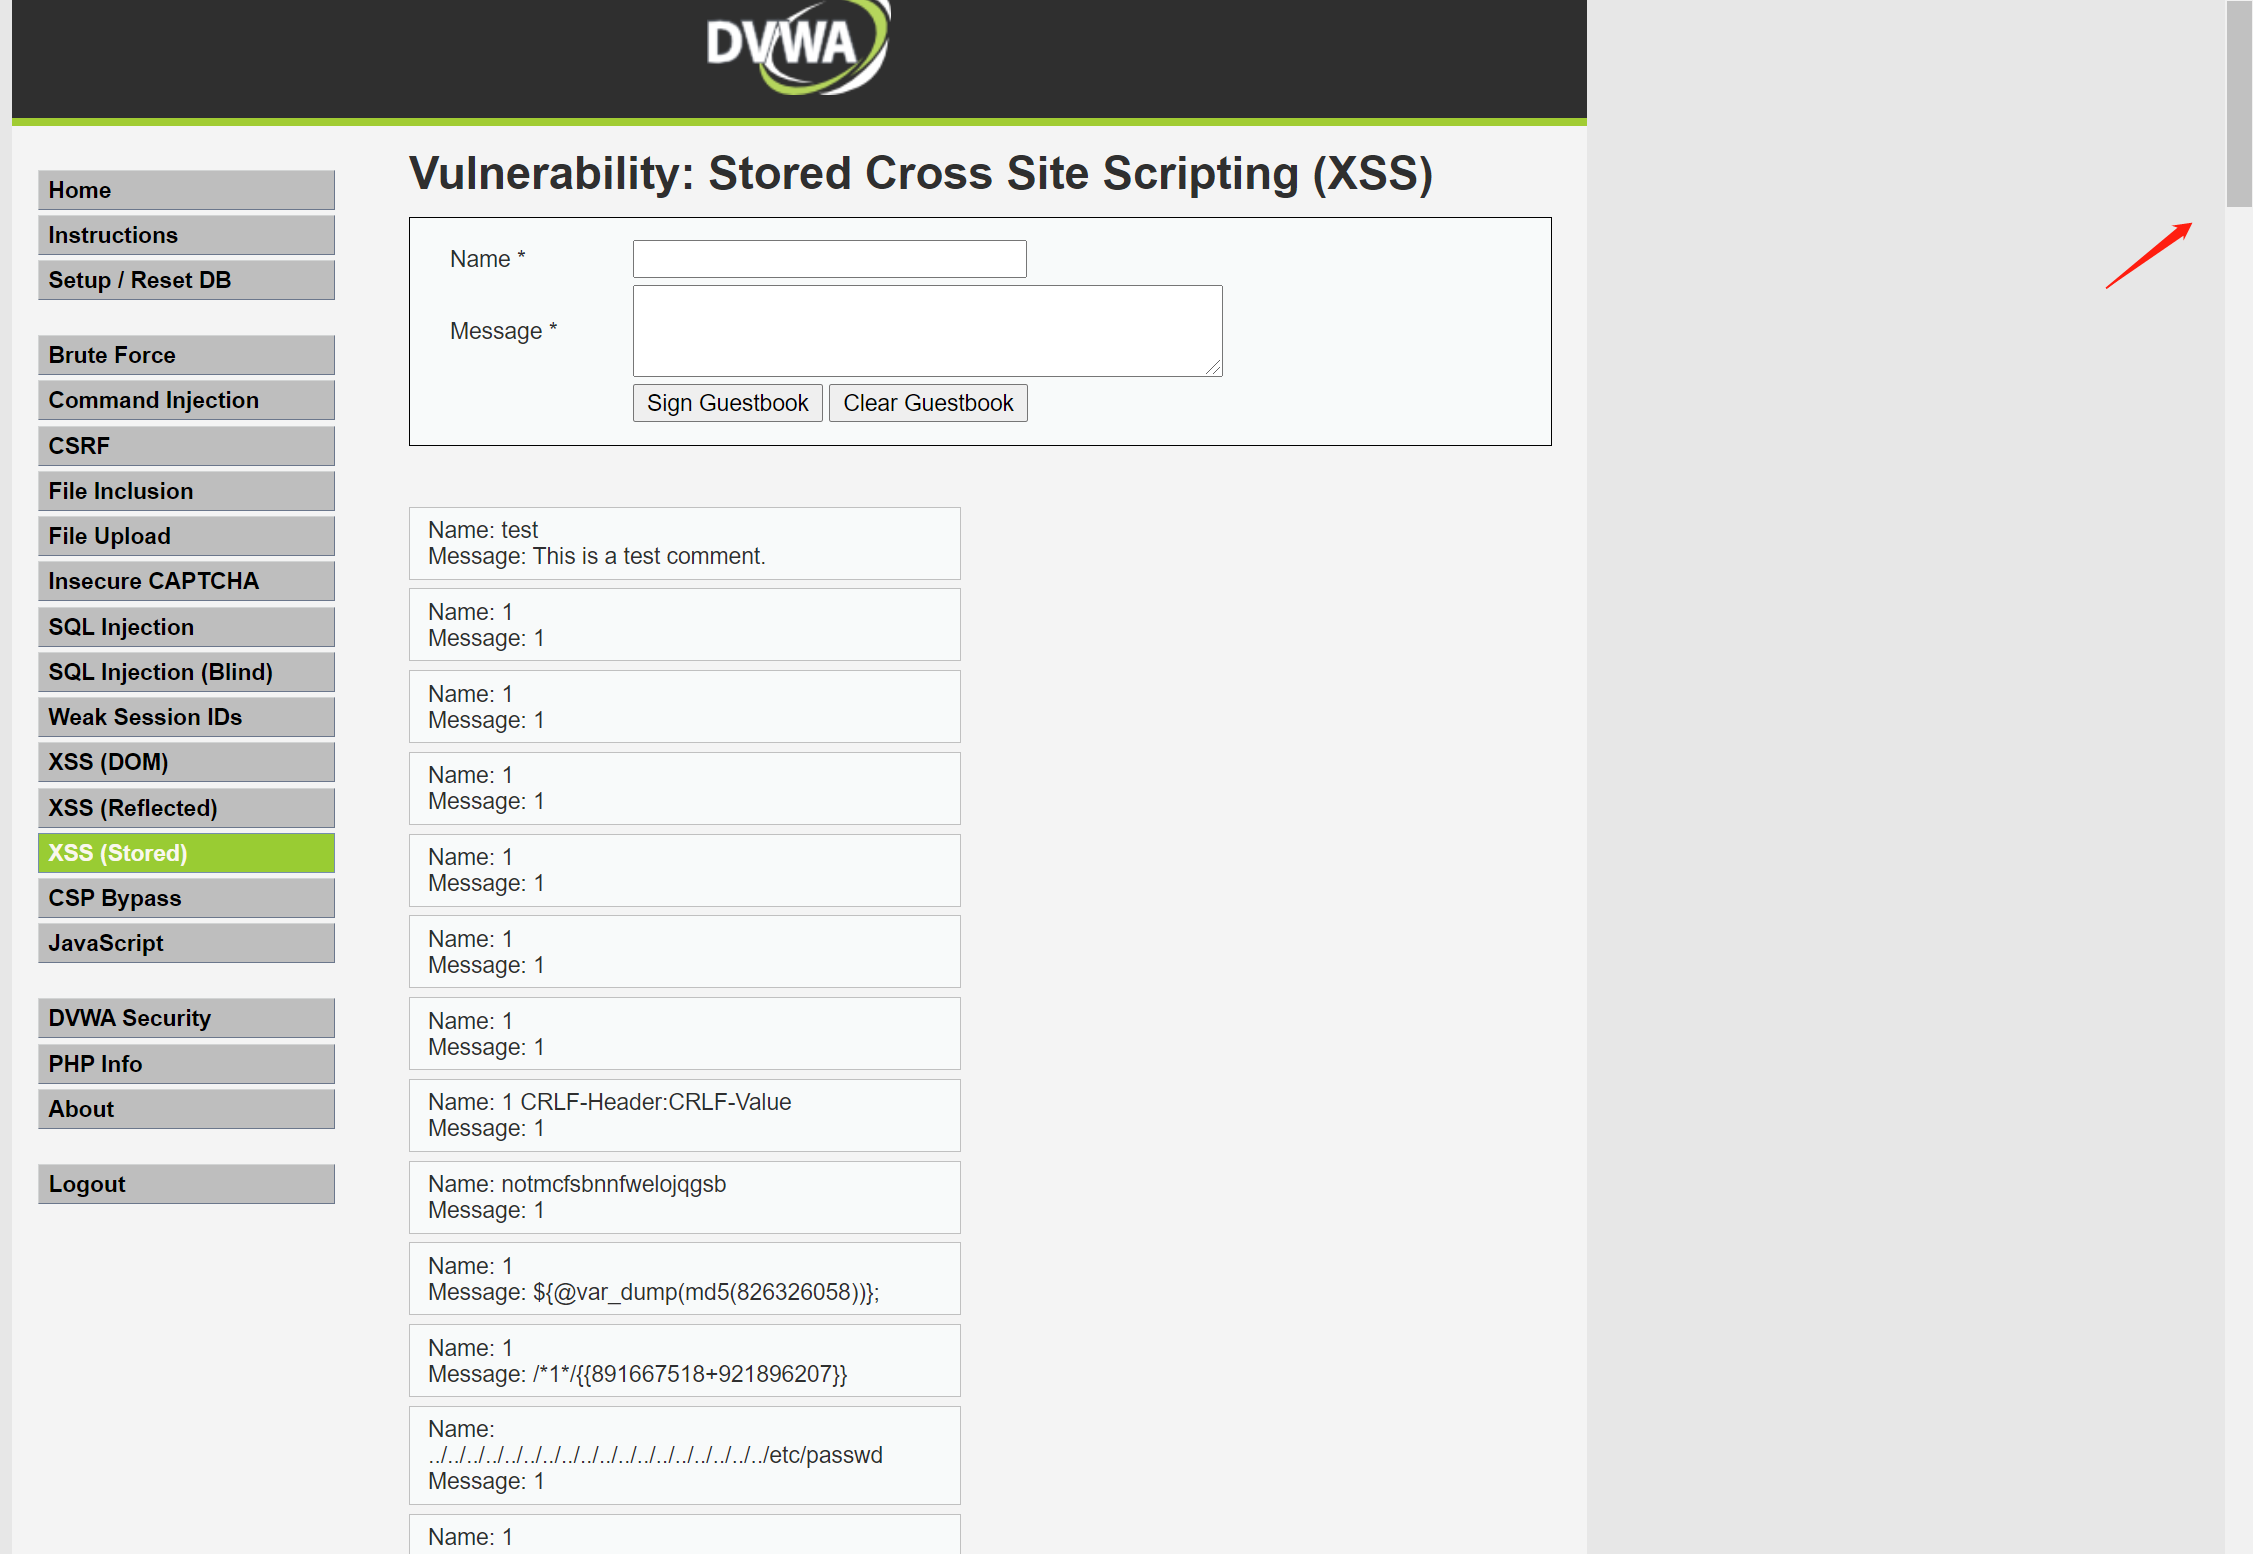 DVWA
Vulnerability: Stored Cross Site Scripting (XSS)
Home
Instructions
Setup / Reset DB
Brute Force
Command Injection
CSRF
File Inclusion
File Upload
Insecure CAPTCHA
SQL Injection
SQL Injection (Blind)
Weak Session IDs
XSS (DOM)
XSS (Reflected)
XSS (Stored)
CSP Bypass
JavaScript
DVWA Security
PHP Info
About
Logout
Name *
Message *
Sign Guestbook Clear Guestbook
Name: test
Message: This is a test comment.
Name: 1
Message: 1
Name: 1
Message: 1
Name: 1
Message: 1
Name: 1
Message: 1
Name: 1
Message: 1
Name: 1
Message: 1
Name: 1 CRLF-Header:CRLF-Value
Message: 1
Name: notmcfsbnnfwelojqgsb
Message: 1
Name: 1
Message: ${@var_dump(md5(826326058))};
Name: 1
Message: /*1*/{{891667518+921896207}}
Name:
../../../../../../../../../../../../../../../../../../etc/passwd
Message: 1
Name: 1